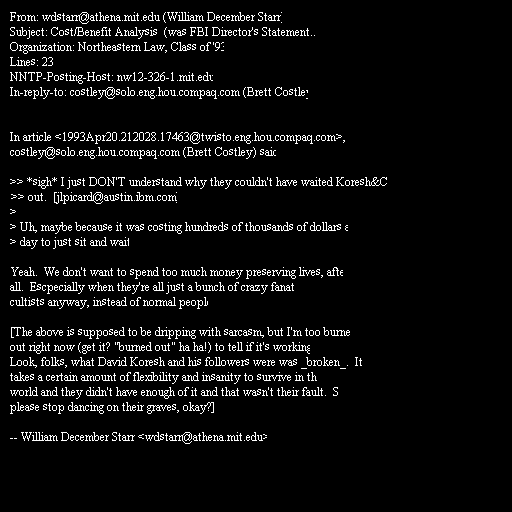 From: wdstarr@athena.mit.edu (William December Starr)
Subject: Cost/Benefit Analysis (was FBI Director's Statement..
Organization: Northeastern Law, Class of '93
Lines: 23
NNTP-Posting-Host: nw12-326-1.mit.edu
In-reply-to: costley@solo.eng.hou.compaq.com (Brett Costley
In article <1993Apr20.212028.17463@twisto.eng.hou.compaq.com>,
costley@solo.eng.hou.compaq.com (Brett Costley) said
>> *sigh* I just DON'T understand why they couldn't have waited Koresh&C
>> out. [jlpicard@austin.ibm.com]
>
> Uh, maybe because it was costing hundreds of thousands of dollars a
> day to just sit and wait
Yeah. We don't want to spend too much money preserving lives, afte
all. Escpecially when they're all just a bunch of crazy fanat
cultists anyway, instead of normal people
[The above is supposed to be dripping with sarcasm, but I'm too burne
out right now (get it? "burned out" ha ha!) to tell if it's working
Look, folks, what David Koresh and his followers were was _broken_. It
takes a certain amount of flexibility and insanity to survive in th
world and they didn't have enough of it and that wasn't their fault. S
please stop dancing on their graves, okay?]
-- William December Starr <wdstarr@athena.mit.edu>